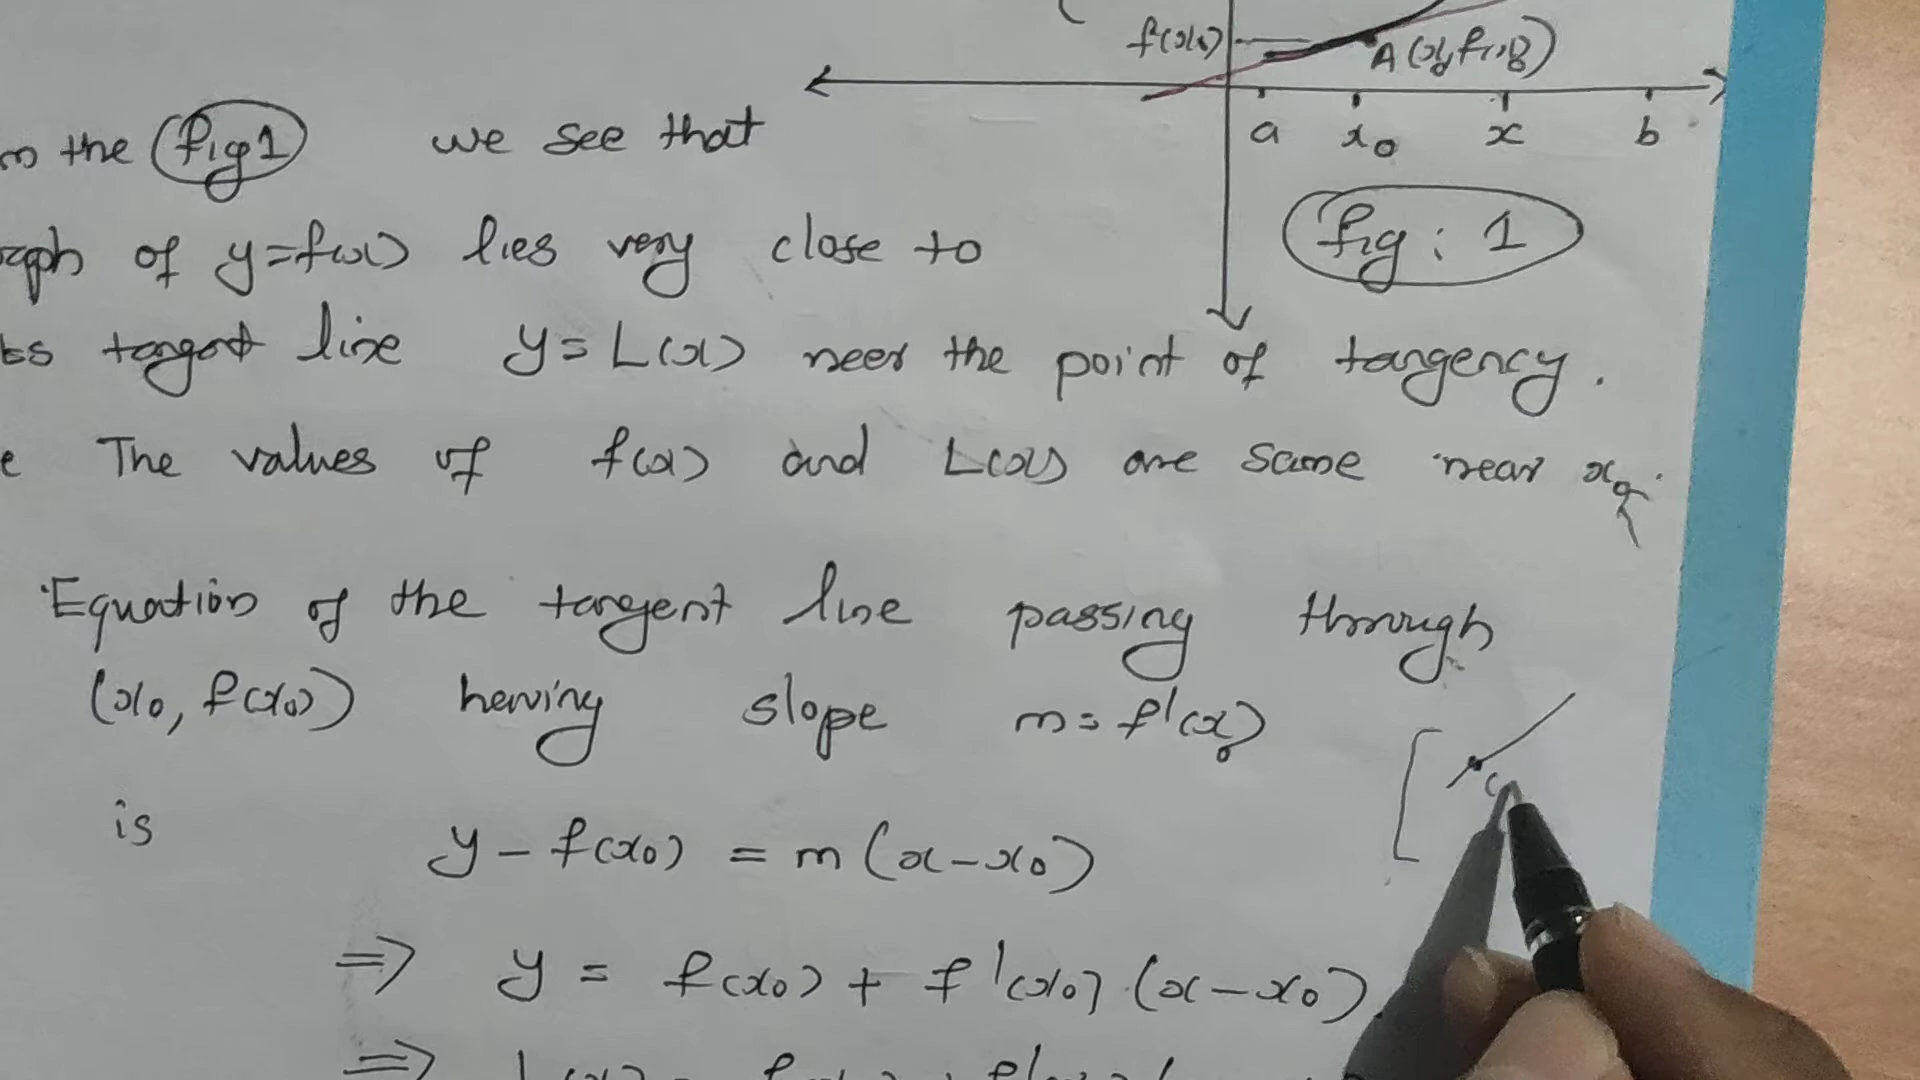 f(x₀)
A (x₀, f(x₀))
a x₀ x b
the fig 1 we see that
fig : 1
of y=f(x) lies very close to
tangent line y = L(x) near the point of tangency.
The values of f(x) and L(x) are same near x₀.
Equation of the tangent line passing through
(x₀, f(x₀)) having slope m = f'(x₀)
is
y - f(x₀) = m (x - x₀)
⇒ y = f(x₀) + f'(x₀) · (x - x₀)
⇒